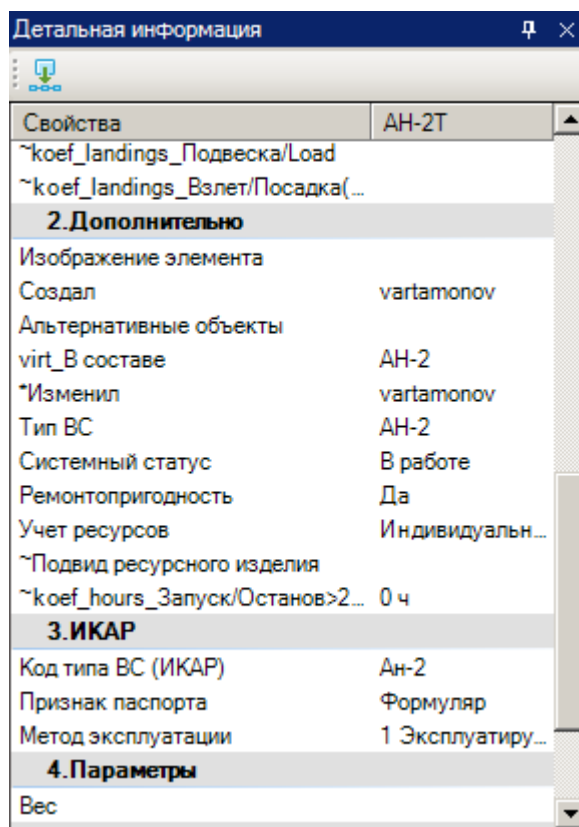 Детальная информация
Свойства АН-2Т
~koef_landings_Подвеска/Load
~koef_landings_Взлет/Посадка(...
2.Дополнительно
Изображение элемента
Создал vartamonov
Альтернативные объекты
virt_В составе АН-2
*Изменил vartamonov
Тип ВС АН-2
Системный статус В работе
Ремонтопригодность Да
Учет ресурсов Индивидуальн...
~Подвид ресурсного изделия
~koef_hours_Запуск/Останов>2... 0 ч
3.ИКАР
Код типа ВС (ИКАР) Ан-2
Признак паспорта Формуляр
Метод эксплуатации 1 Эксплуатиру...
4.Параметры
Вес